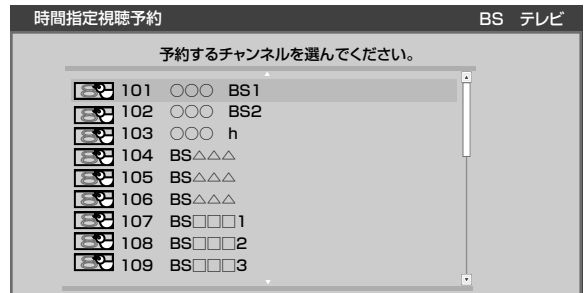 時間指定視聴予約 BS テレビ
予約するチャンネルを選んでください。
101 ○○○ BS1
102 ○○○ BS2
103 ○○○ h
104 BS△△△
105 BS△△△
106 BS△△△
107 BS□□□1
108 BS□□□2
109 BS□□□3